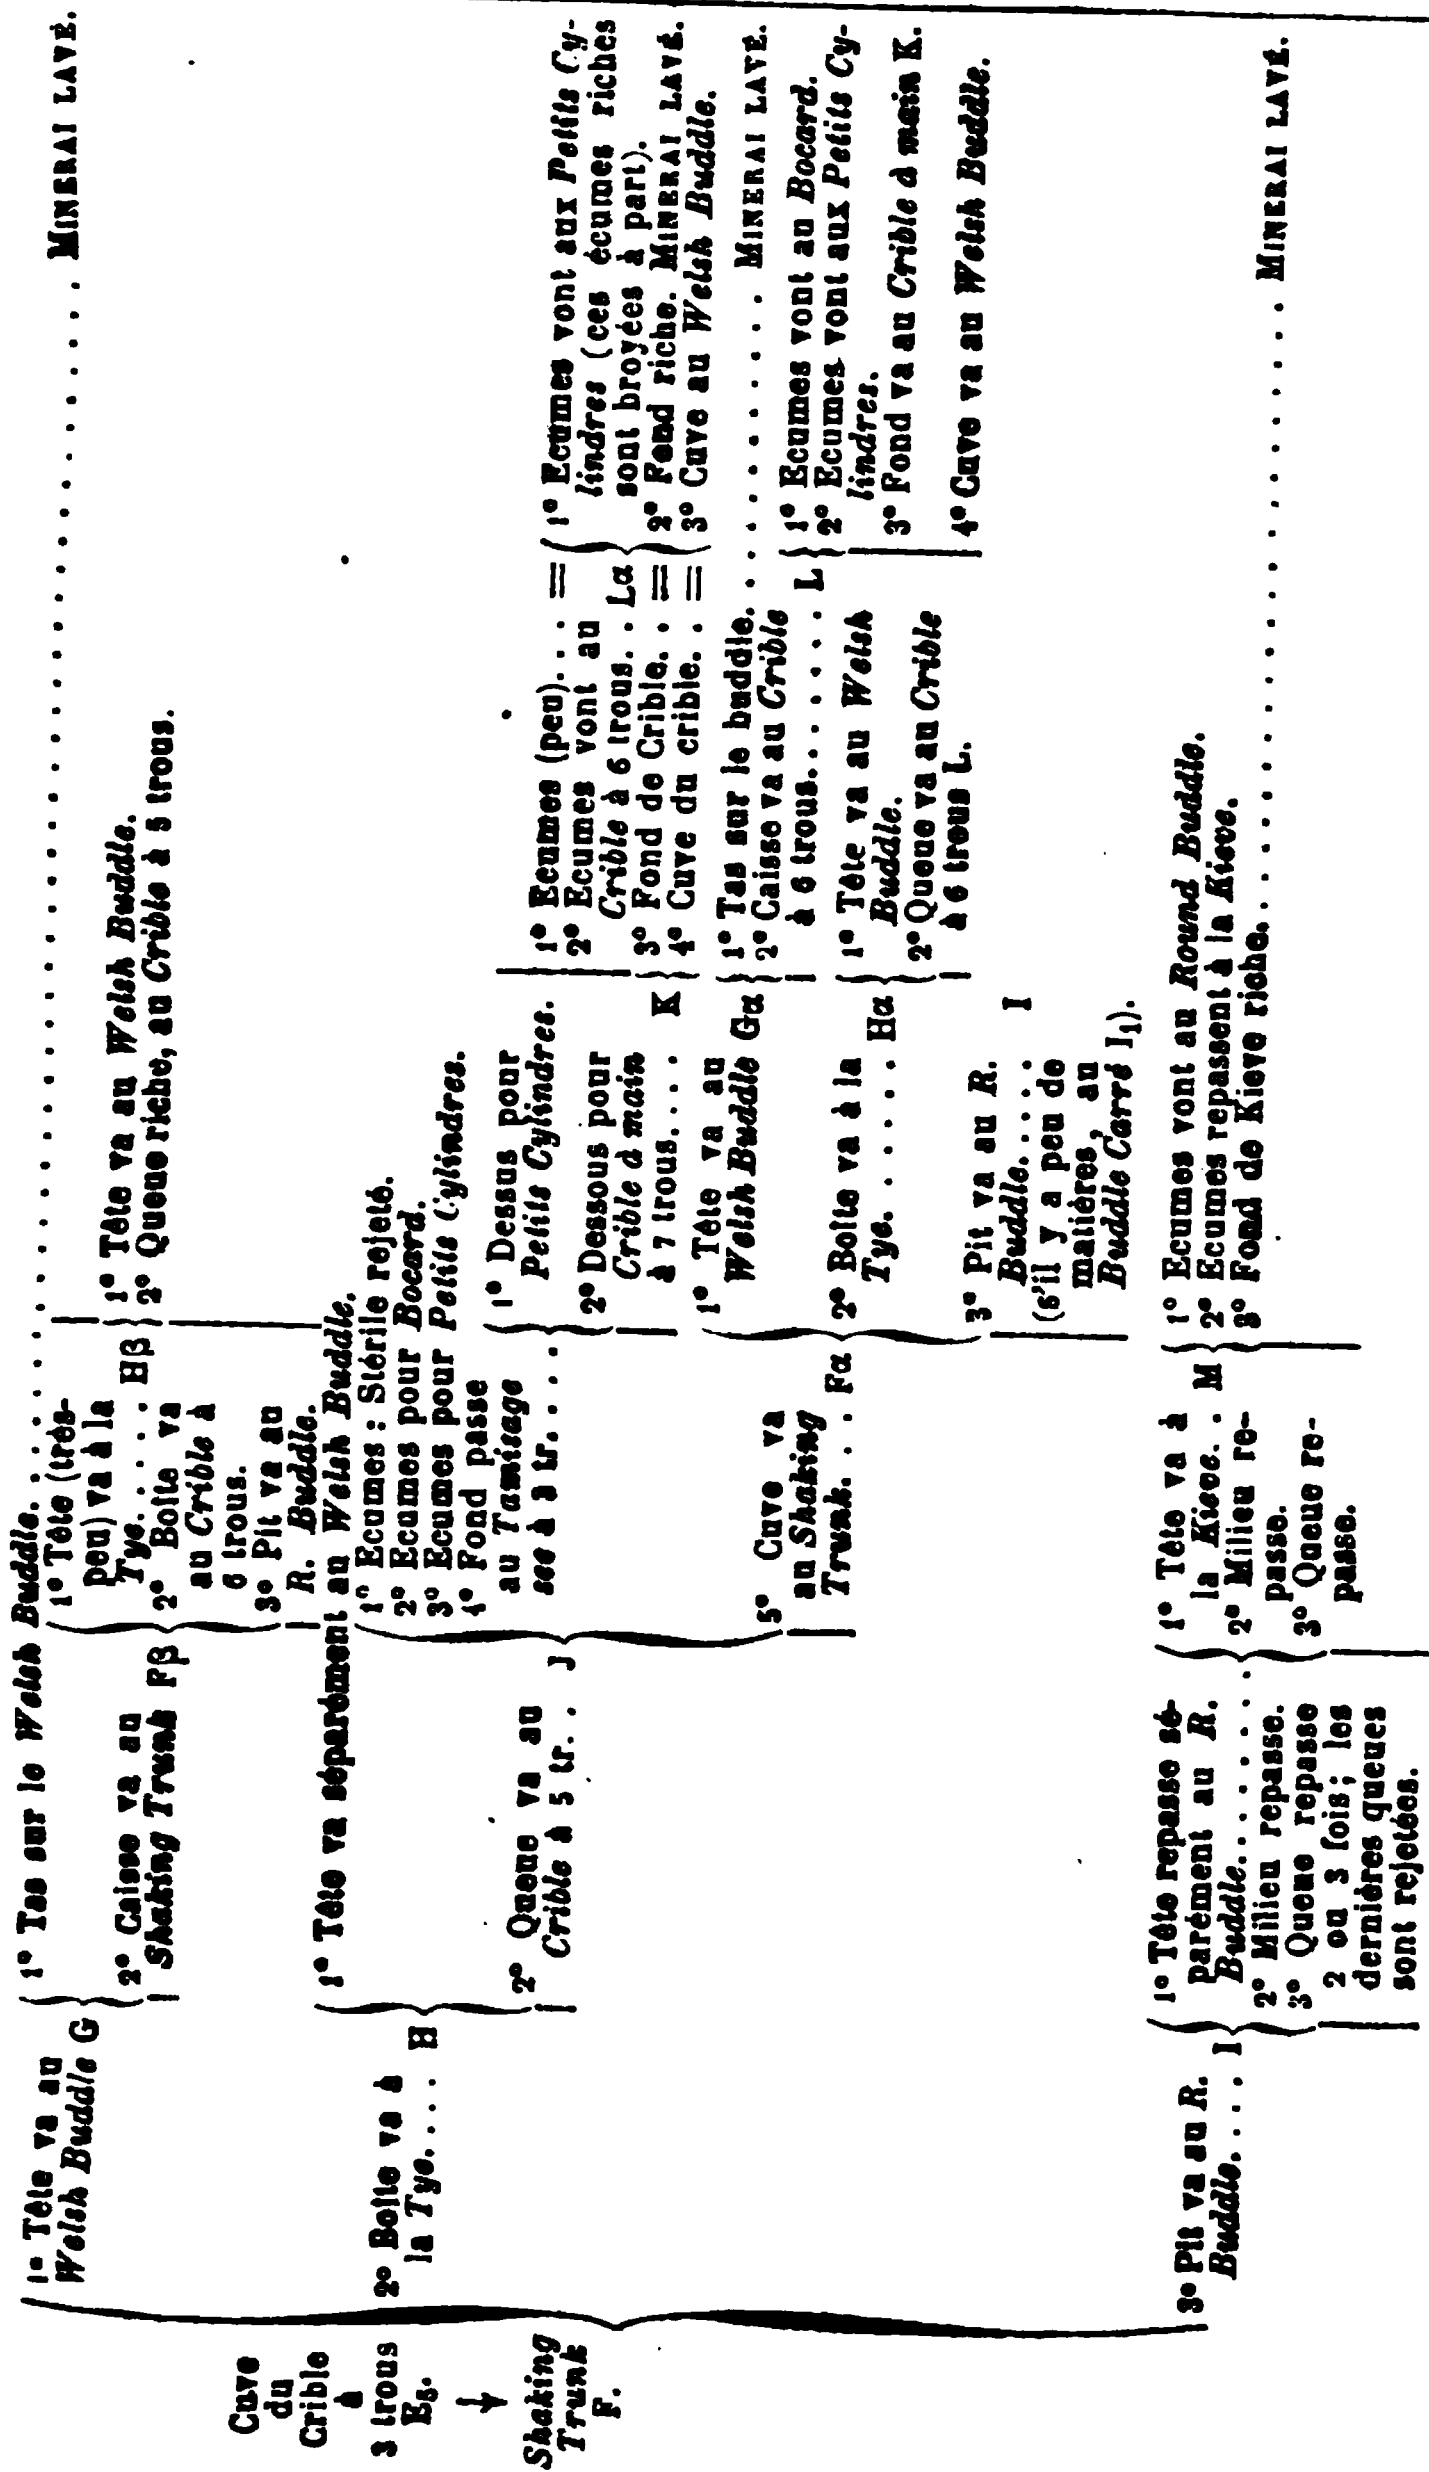 Cuve
du
Crible
à
3 trous
E₅.
↓
Shaking
Trunk
F.
1° Tête va au
Welsh Buddle G
1° Tas sur le Welsh Buddle. . . . . . . . MINERAI LAVÉ.
2° Caisse va au
Shaking Trunk Fβ
1° Tête (très-
peu) va à la
Tye. . . . . Hβ
1° Tête va au Welsh Buddle.
2° Queue riche, au Crible à 5 trous.
2° Boîte va
au Crible à
6 trous.
3° Pit va au
R. Buddle.
2° Boîte va à
la Tye. . . . H
1° Tête va séparément au Welsh Buddle.
2° Queue va au
Crible à 5 tr. . J
1° Ecumes : Stérile rejeté.
2° Ecumes pour Bocard.
3° Ecumes pour Petits Cylindres.
4° Fond passe
au Tamisage
sec à 3 tr. . . .
1° Dessus pour
Petits Cylindres.
2° Dessous pour
Crible à main
à 7 trous. . . . K
1° Ecumes (peu). . . =
2° Ecumes vont au
Crible à 6 trous. . Lα
3° Fond de Crible. . =
4° Cuve du crible. . =
1° Ecumes vont aux Petits Cy-
lindres (ces écumes riches
sont broyées à part).
2° Fond riche. MINERAI LAVÉ.
3° Cuve au Welsh Buddle.
5° Cuve va
au Shaking
Trunk. . . Fα
1° Tête va au
Welsh Buddle Gα
1° Tas sur le buddle. . . . . . . . MINERAI LAVÉ.
2° Caisse va au Crible
à 6 trous. . . . . . . L
1° Ecumes vont au Bocard.
2° Ecumes vont aux Petits Cy-
lindres.
3° Fond va au Crible à main K.
4° Cuve va au Welsh Buddle.
2° Boîte va à la
Tye. . . . . . Hα
1° Tête va au Welsh
Buddle.
2° Queue va au Crible
à 6 trous L.
3° Pit va au R.
Buddle. . . . . I
(s'il y a peu de
matières, au
Buddle Carré I₁).
3° Pit va au R.
Buddle. . . . . I
1° Tête repasse sé-
parément au R.
Buddle. . . . . . . .
2° Milieu repasse.
3° Queue repasse
2 ou 3 fois; les
dernières queues
sont rejetées.
1° Tête va à
la Kieve. . M
2° Milieu re-
passe.
3° Queue re-
passe.
1° Ecumes vont au Round Buddle.
2° Ecumes repassent à la Kieve.
3° Fond de Kieve riche. . . . . . . . MINERAI LAVÉ.